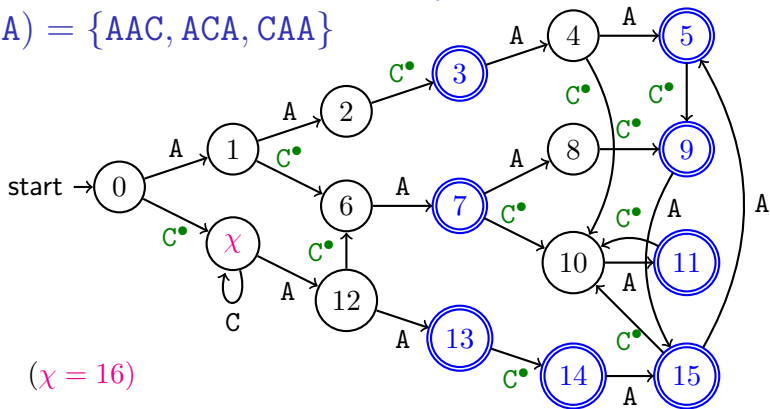 A) = {AAC, ACA, CAA}
A
4
A
5
C•
3
C•
C•
A
2
C•
A
1
A
8
C•
9
C•
start
0
6
A
7
A
A
C•
χ
C•
C•
C•
10
A
11
C
A
12
A
13
C•
14
A
C•
15
(χ = 16)